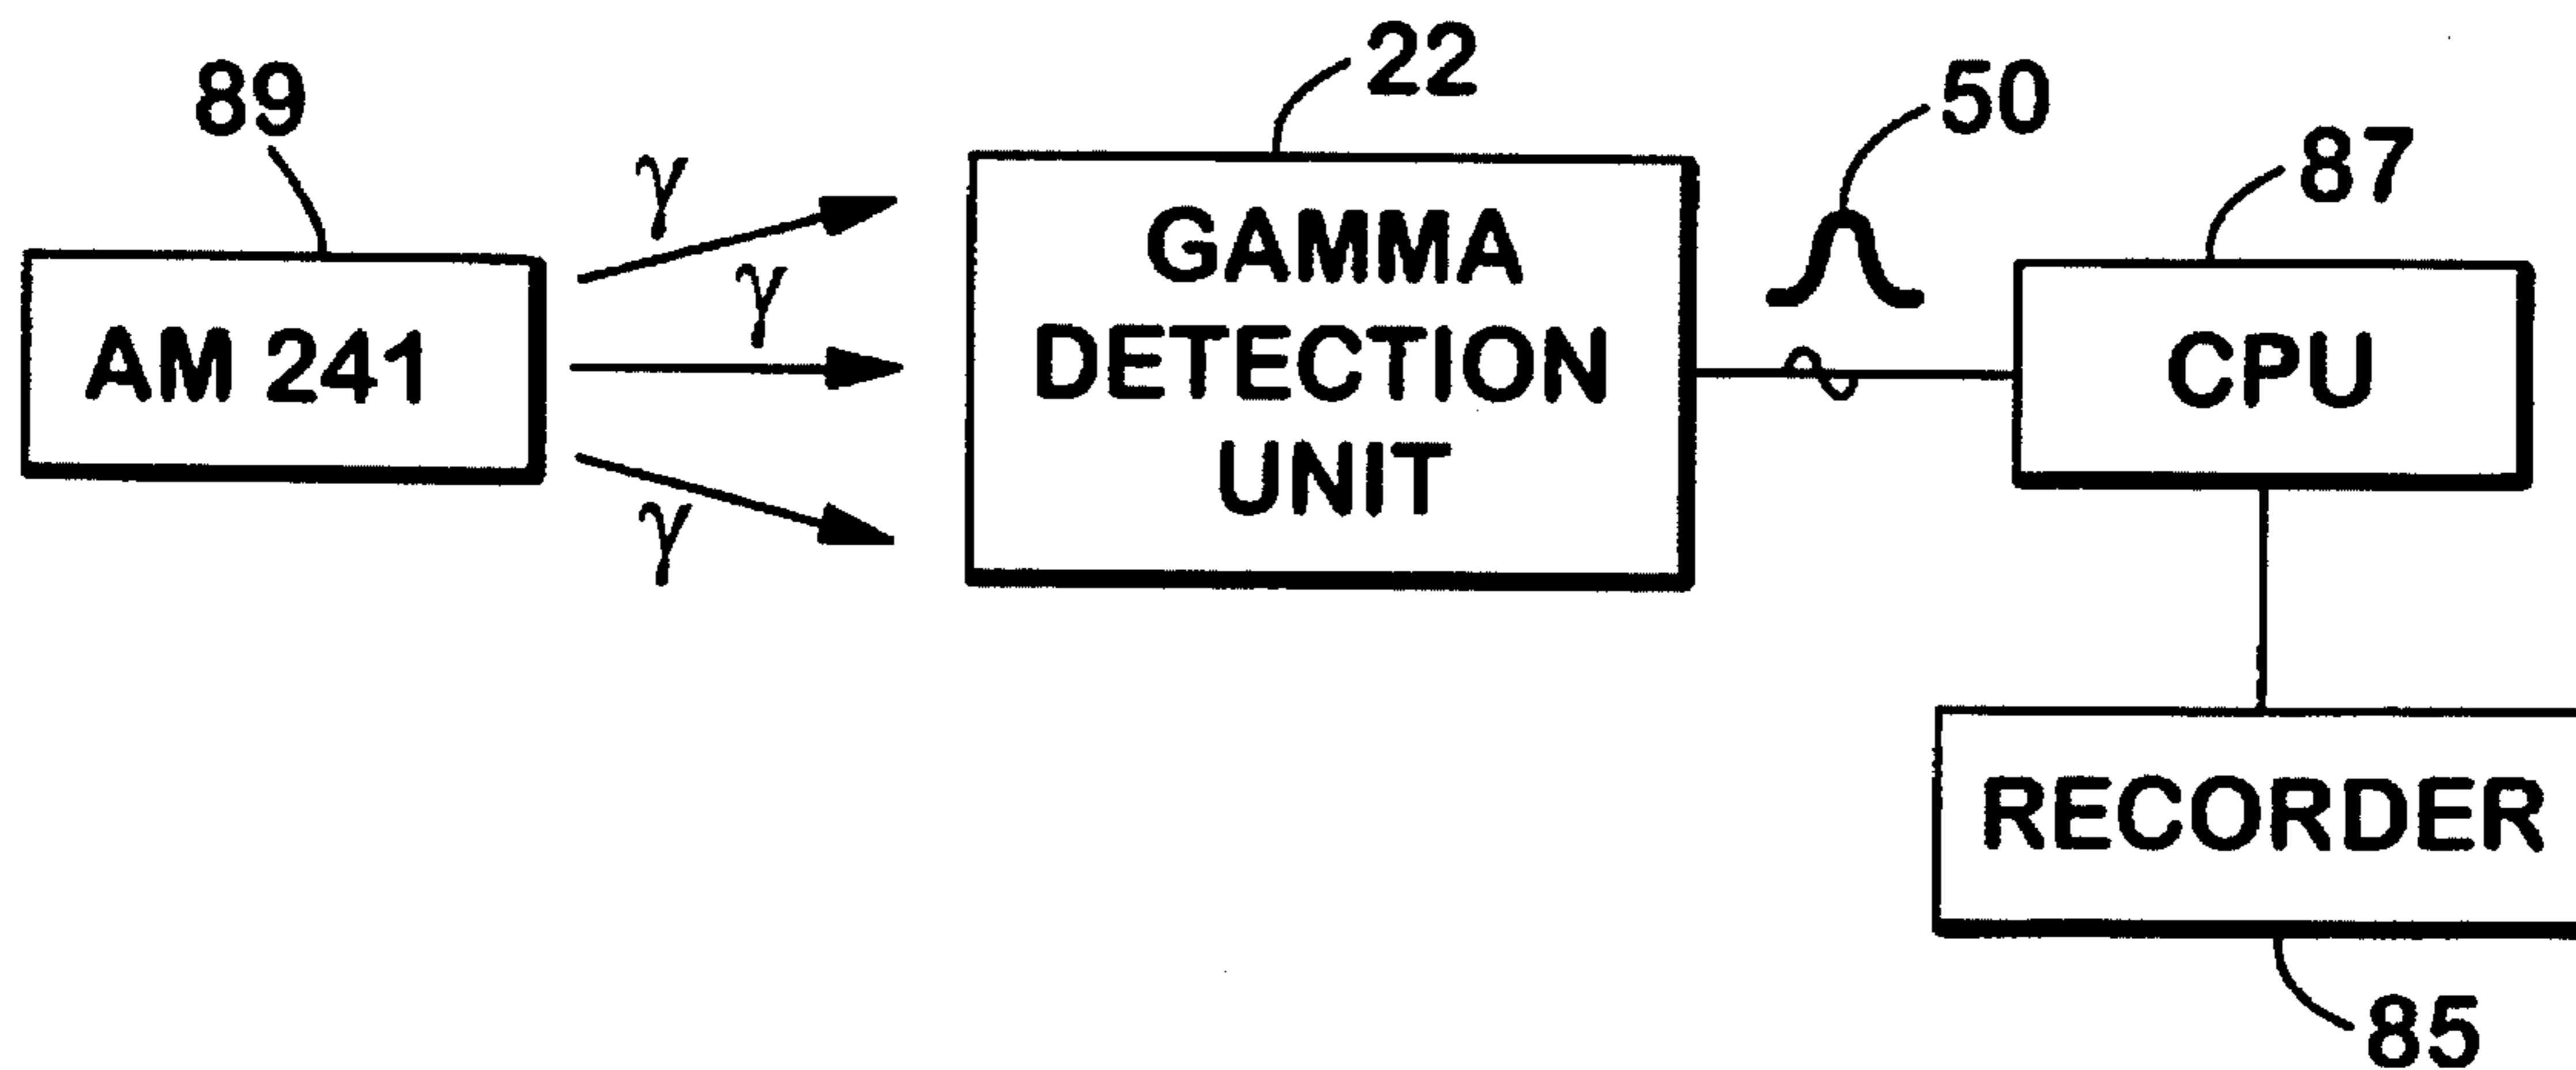 89
22
50
87
γ
γ
γ
AM 241
GAMMA
DETECTION
UNIT
CPU
RECORDER
85